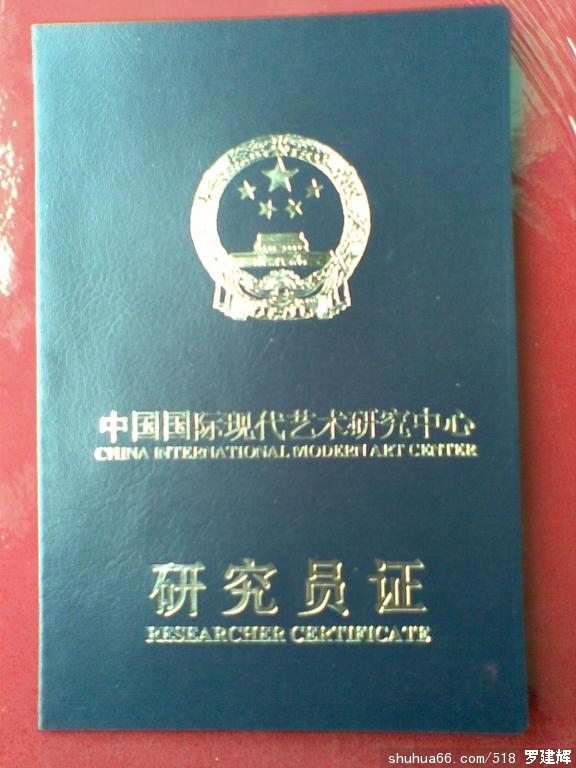 中国国际现代艺术研究中心
CHINA INTERNATIONAL MODERN ART CENTER
研究员证
RESEARCHER CERTIFICATE
shuhua66.com/518 罗建辉